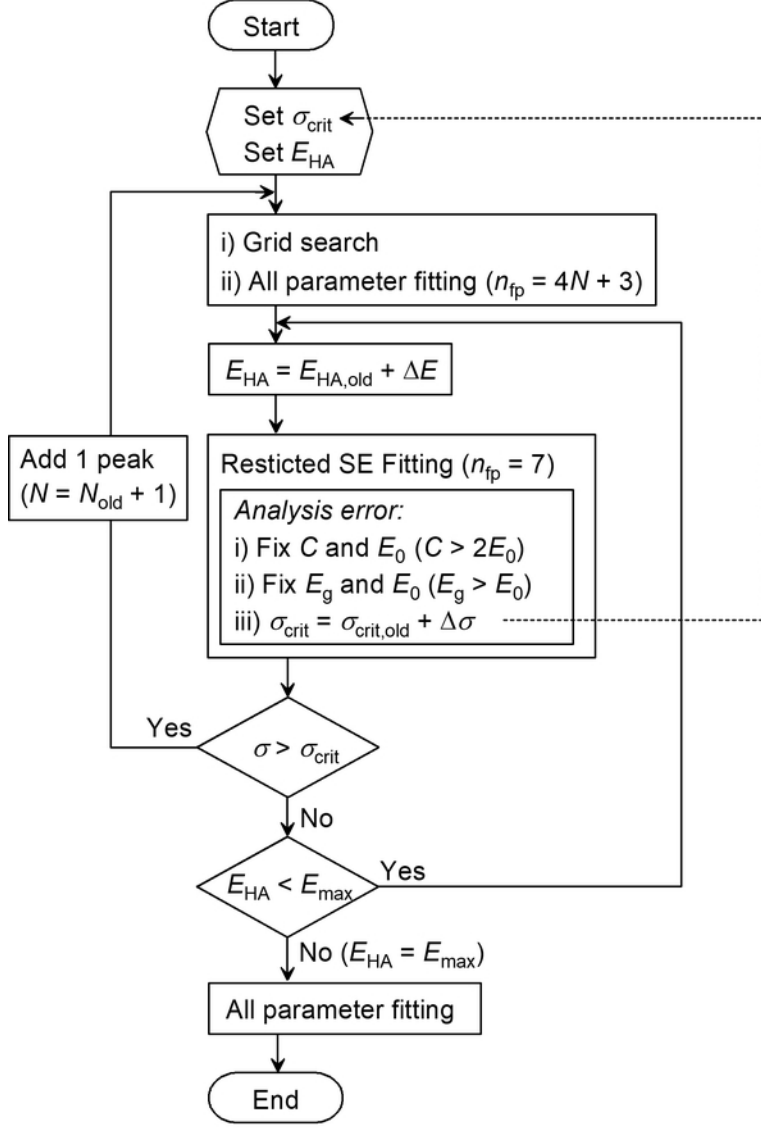 Start
Set σcrit
Set EHA
i) Grid search
ii) All parameter fitting (nfp = 4N + 3)
EHA = EHA,old + ΔE
Add 1 peak
(N = Nold + 1)
Resticted SE Fitting (nfp = 7)
Analysis error:
i) Fix C and E0 (C > 2E0)
ii) Fix Eg and E0 (Eg > E0)
iii) σcrit = σcrit,old + Δσ
Yes
σ > σcrit
No
EHA < Emax
Yes
No (EHA = Emax)
All parameter fitting
End